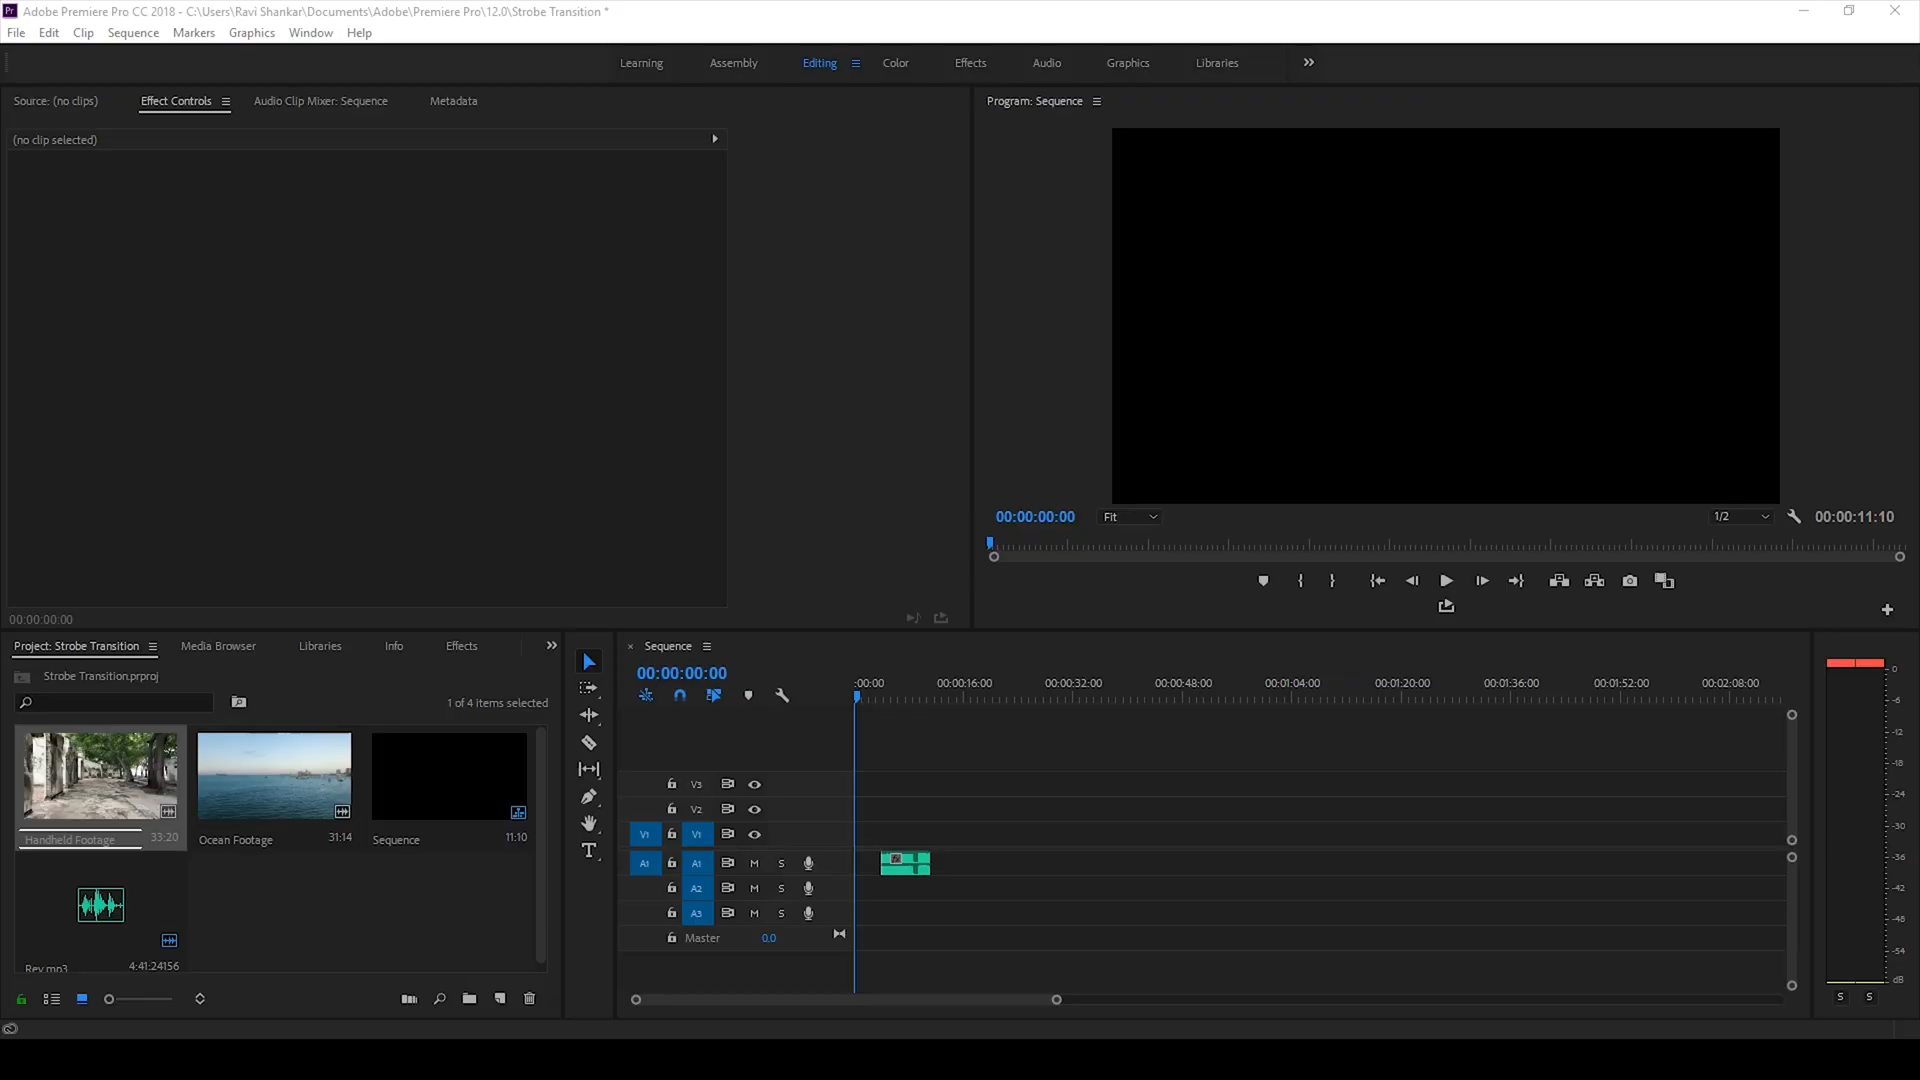 Pr Adobe Premiere Pro CC 2018 - C:\Users\Ravi Shankar\Documents\Adobe\Premiere Pro\12.0\Strobe Transition *
File Edit Clip Sequence Markers Graphics Window Help
Learning Assembly Editing Color Effects Audio Graphics Libraries
Source: (no clips) Effect Controls Audio Clip Mixer: Sequence Metadata
Program: Sequence
(no clip selected)
00:00:00:00 Fit 1/2 00:00:11:10
00:00:00:00
Project: Strobe Transition Media Browser Libraries Info Effects
Strobe Transition.prproj
1 of 4 items selected
Handheld Footage 33:20
Ocean Footage 31:14
Sequence 11:10
Rev.mp3 4:41:24156
Sequence
00:00:00:00
:00:00 00:00:16:00 00:00:32:00 00:00:48:00 00:01:04:00 00:01:20:00 00:01:36:00 00:01:52:00 00:02:08:00
V3
V2
V1 V1
A1 A1 M S
fx
A2 M S
A3 M S
Master 0.0
0
-6
-12
-18
-24
-30
-36
-42
-48
-54
dB
S S